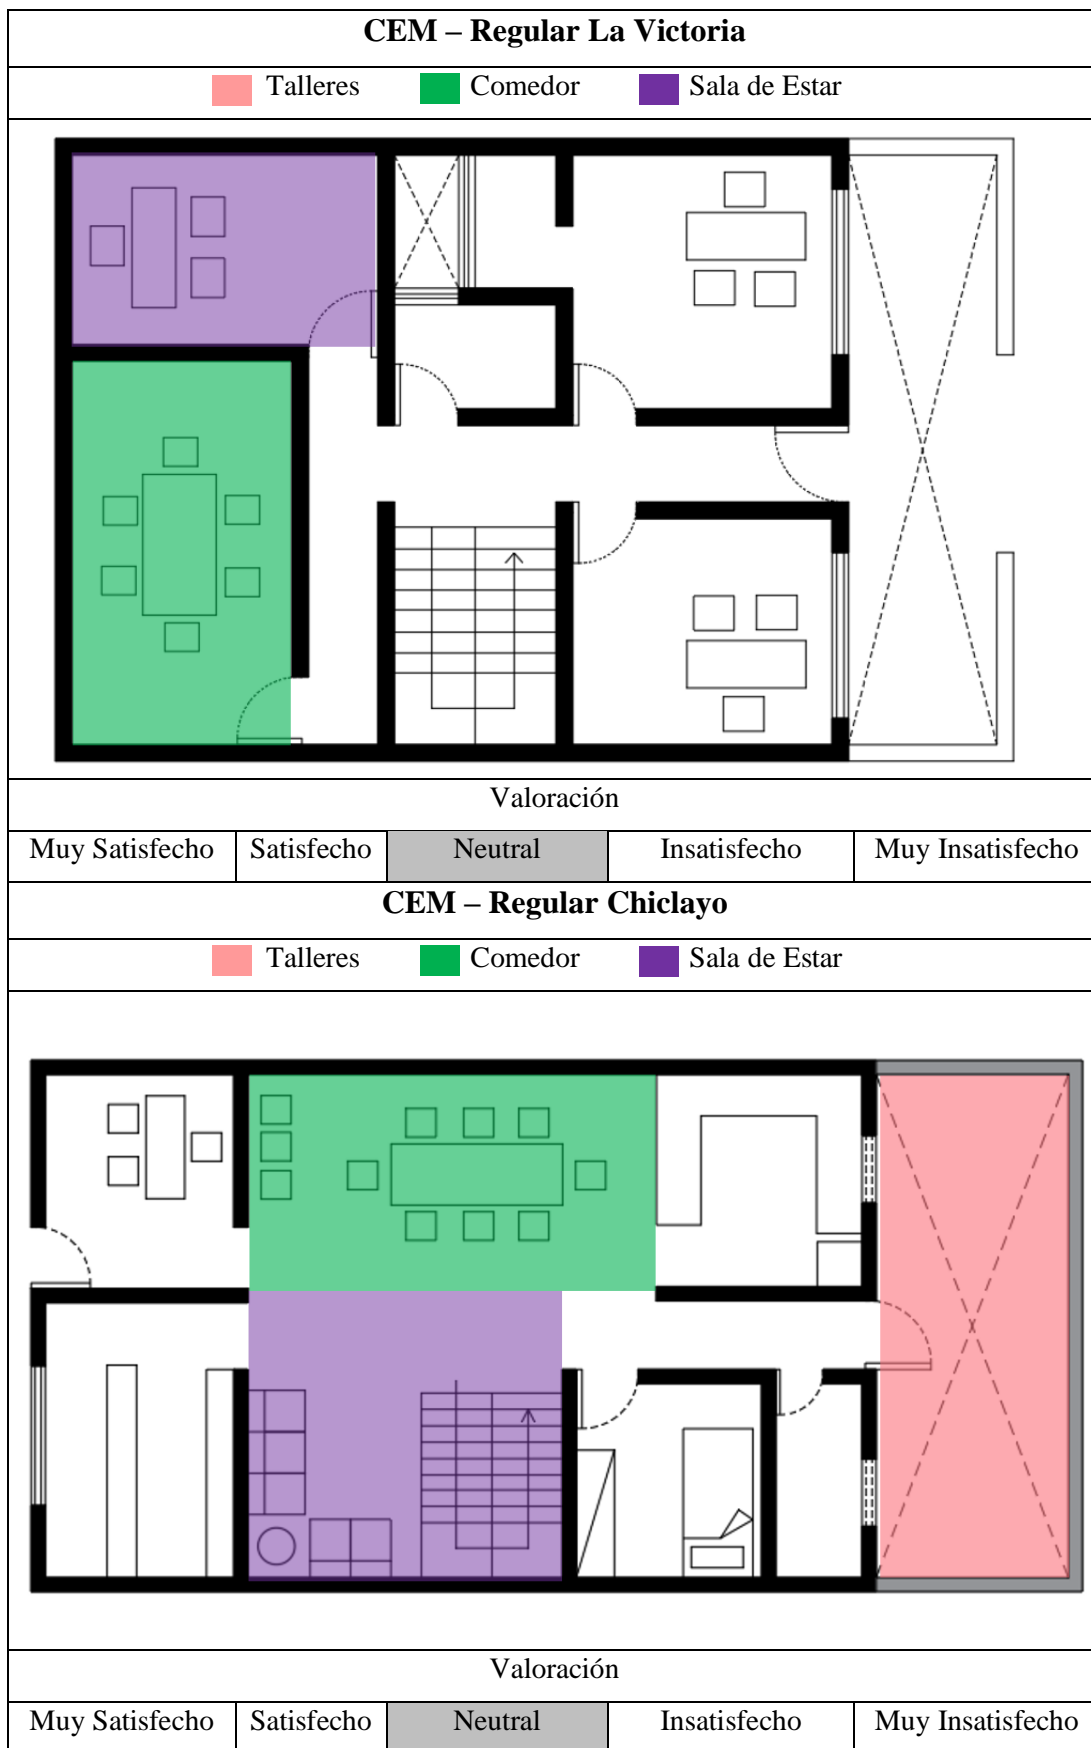 CEM – Regular La Victoria
Talleres Comedor Sala de Estar
Valoración
Muy Satisfecho Satisfecho Neutral Insatisfecho Muy Insatisfecho
CEM – Regular Chiclayo
Talleres Comedor Sala de Estar
Valoración
Muy Satisfecho Satisfecho Neutral Insatisfecho Muy Insatisfecho